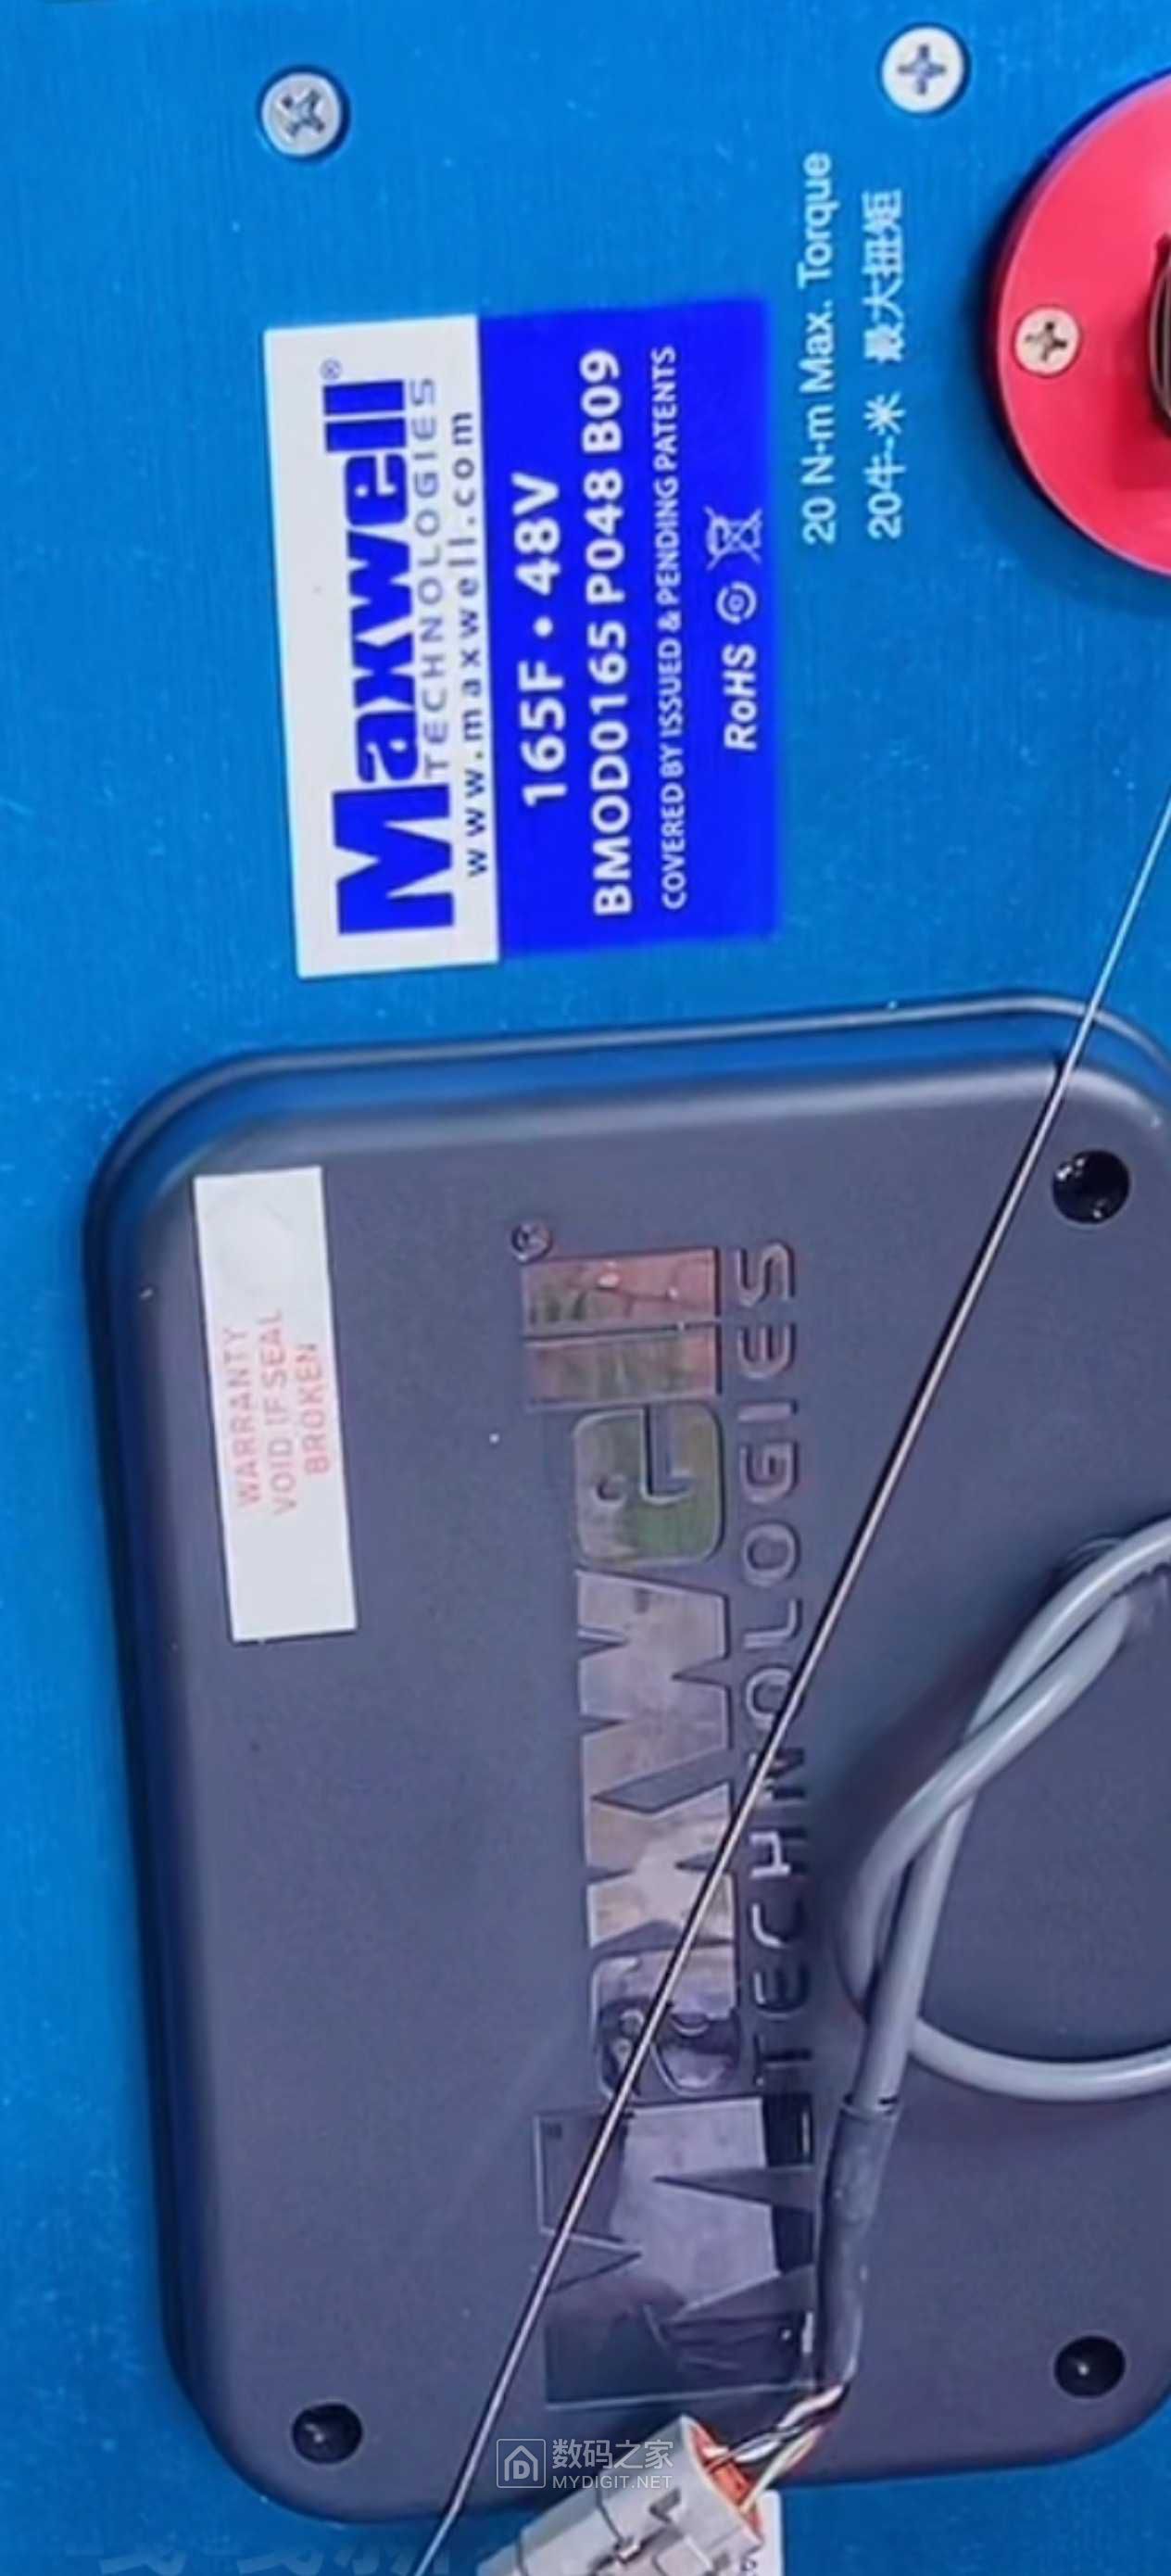 Maxwell®
TECHNOLOGIES
www.maxwell.com
165F • 48V
BMOD0165 P048 B09
COVERED BY ISSUED & PENDING PATENTS
RoHS
20 N·m Max. Torque
20牛-米 最大扭矩
WARRANTY
VOID IF SEAL
BROKEN
Maxwell®
TECHNOLOGIES
数码之家
MYDIGIT.NET